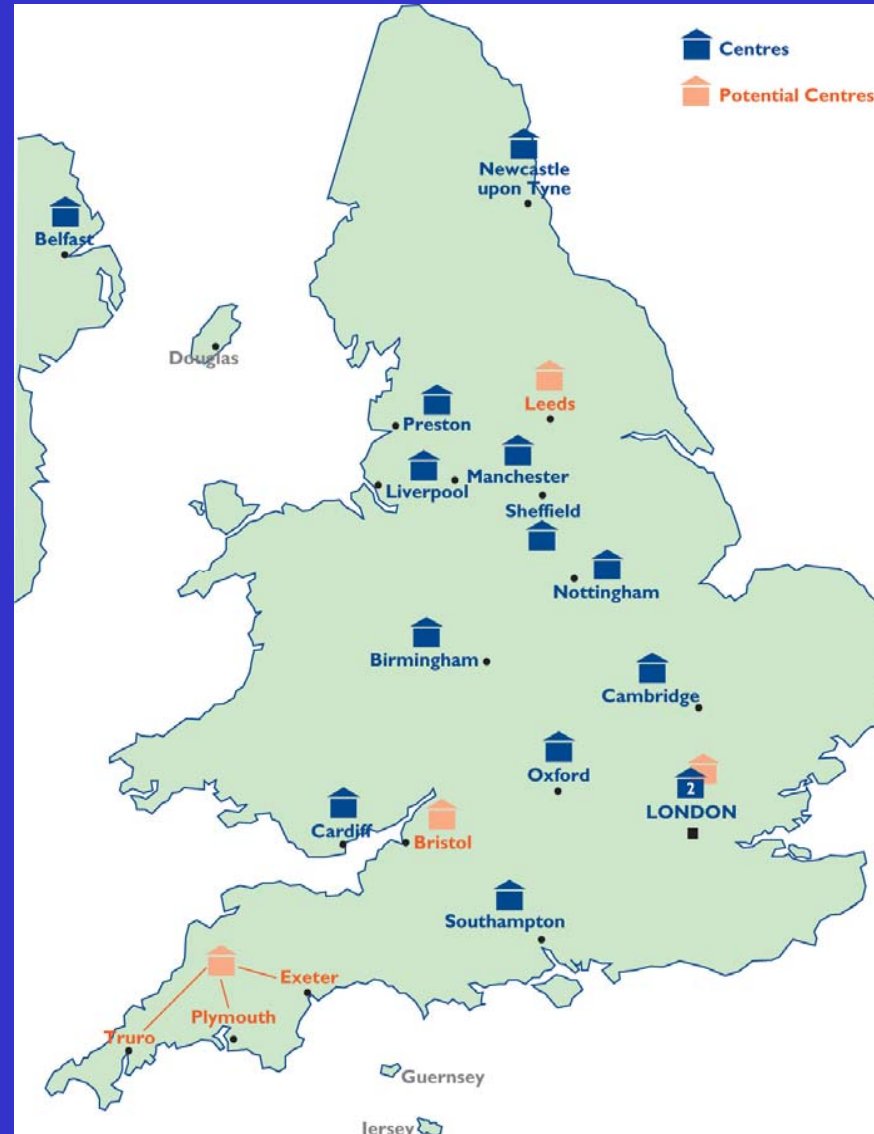 Centres
Potential Centres
Newcastle
upon Tyne
Belfast
Douglas
Leeds
Preston
Manchester
Liverpool
Sheffield
Nottingham
Birmingham
Cambridge
Oxford
2
LONDON
Cardiff
Bristol
Southampton
Exeter
Plymouth
Truro
Guernsey
Jersey